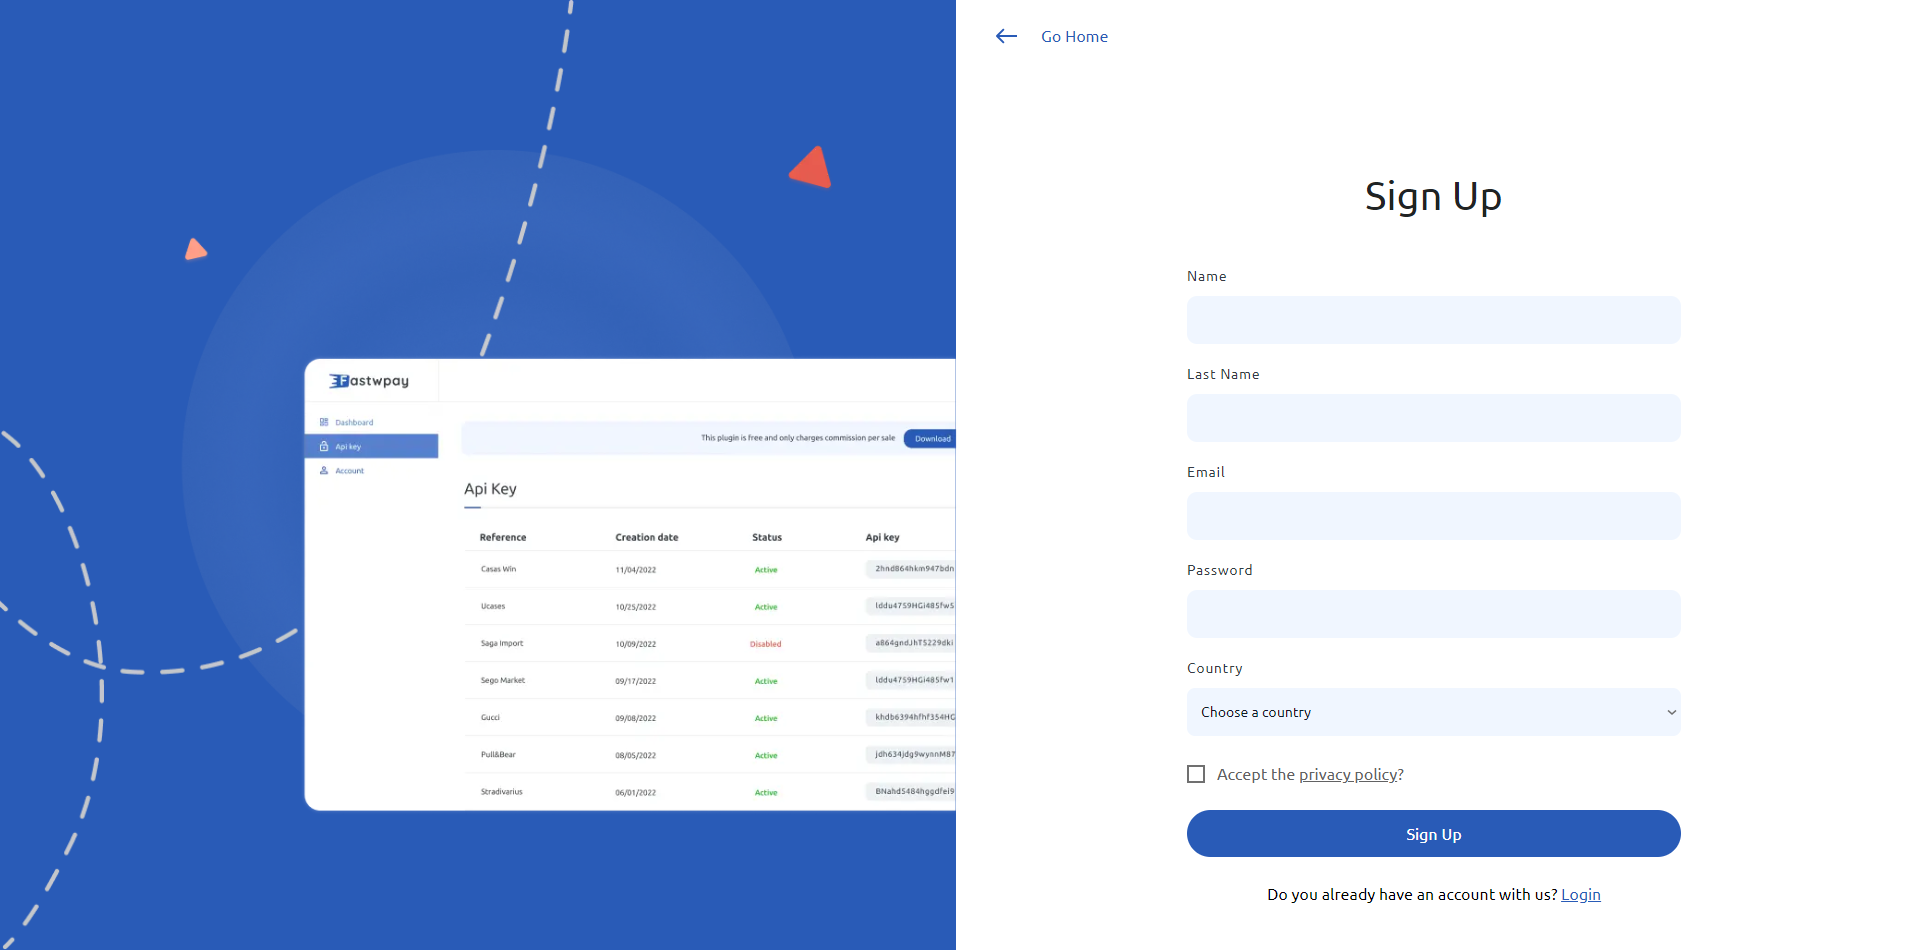 Go Home
Sign Up
Name
Last Name
Email
Password
Country
Choose a country
Accept the privacy policy?
Sign Up
Do you already have an account with us? Login
Fastwpay
Dashboard
Api key
Account
This plugin is free and only charges commission per sale Download
Api Key
Reference Creation date Status Api key
Casas Win 11/04/2022 Active 2hnd864hkm947bdn
Ucases 10/25/2022 Active
Saga import 10/09/2022 Disabled a864gndJhT5229dki
Sego Market 09/17/2022 Active
Gucci 09/08/2022 Active khdb6394hfhf354HG
Pull&Bear 08/05/2022 Active jdh634jdg9wynnM87
Stradivarius 06/01/2022 Active